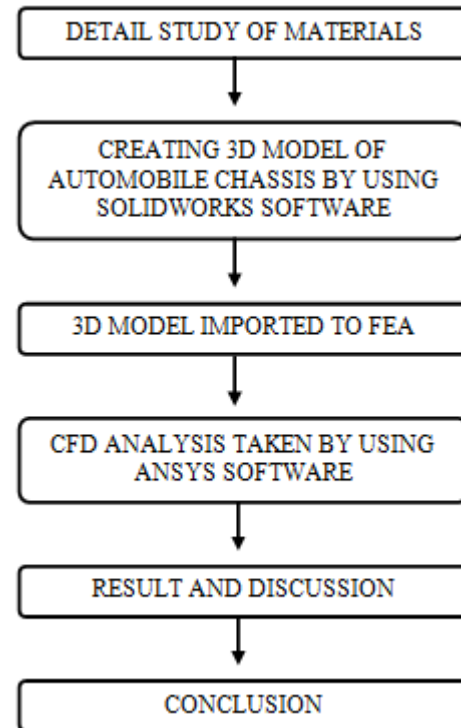 DETAIL STUDY OF MATERIALS
CREATING 3D MODEL OF
AUTOMOBILE CHASSIS BY USING
SOLIDWORKS SOFTWARE
3D MODEL IMPORTED TO FEA
CFD ANALYSIS TAKEN BY USING
ANSYS SOFTWARE
RESULT AND DISCUSSION
CONCLUSION